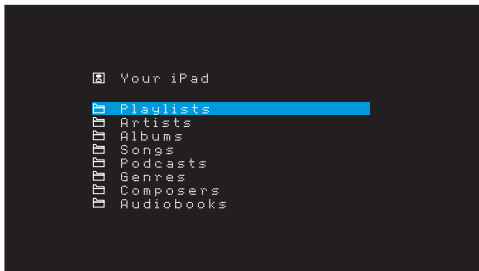 Your iPad
Playlists
Artists
Albums
Songs
Podcasts
Genres
Composers
Audiobooks